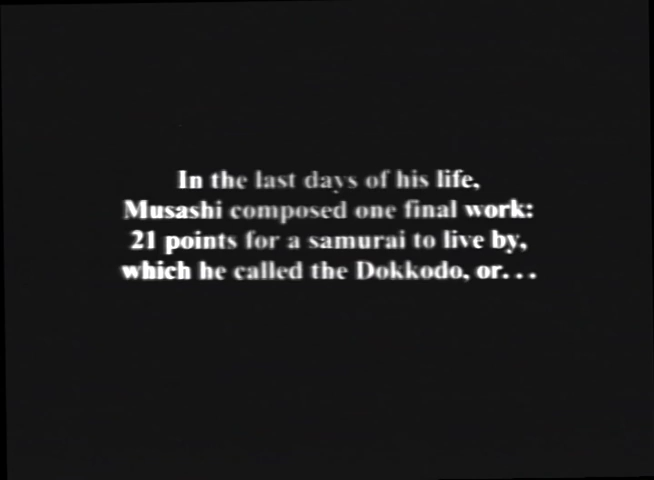 In the last days of his life,
Musashi composed one final work:
21 points for a samurai to live by,
which he called the Dokkodo, or. . .